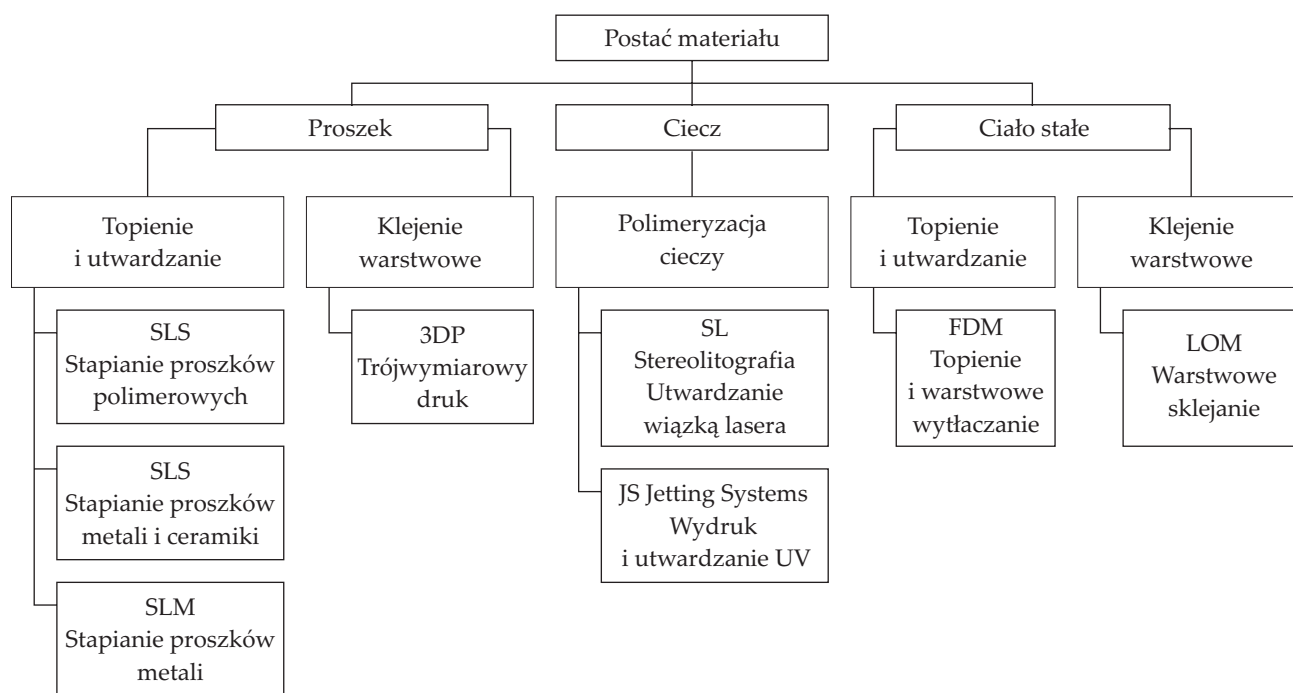 Postać materiału
Proszek
Ciecz
Ciało stałe
Topienie
i utwardzanie
Klejenie
warstwowe
Polimeryzacja
cieczy
Topienie
i utwardzanie
Klejenie
warstwowe
SLS
Stapianie proszków
polimerowych
3DP
Trójwymiarowy
druk
SL
Stereolitografia
Utwardzanie
wiązką lasera
FDM
Topienie
i warstwowe
wytłaczanie
LOM
Warstwowe
sklejanie
SLS
Stapianie proszków
metali i ceramiki
JS Jetting Systems
Wydruk
i utwardzanie UV
SLM
Stapianie proszków
metali